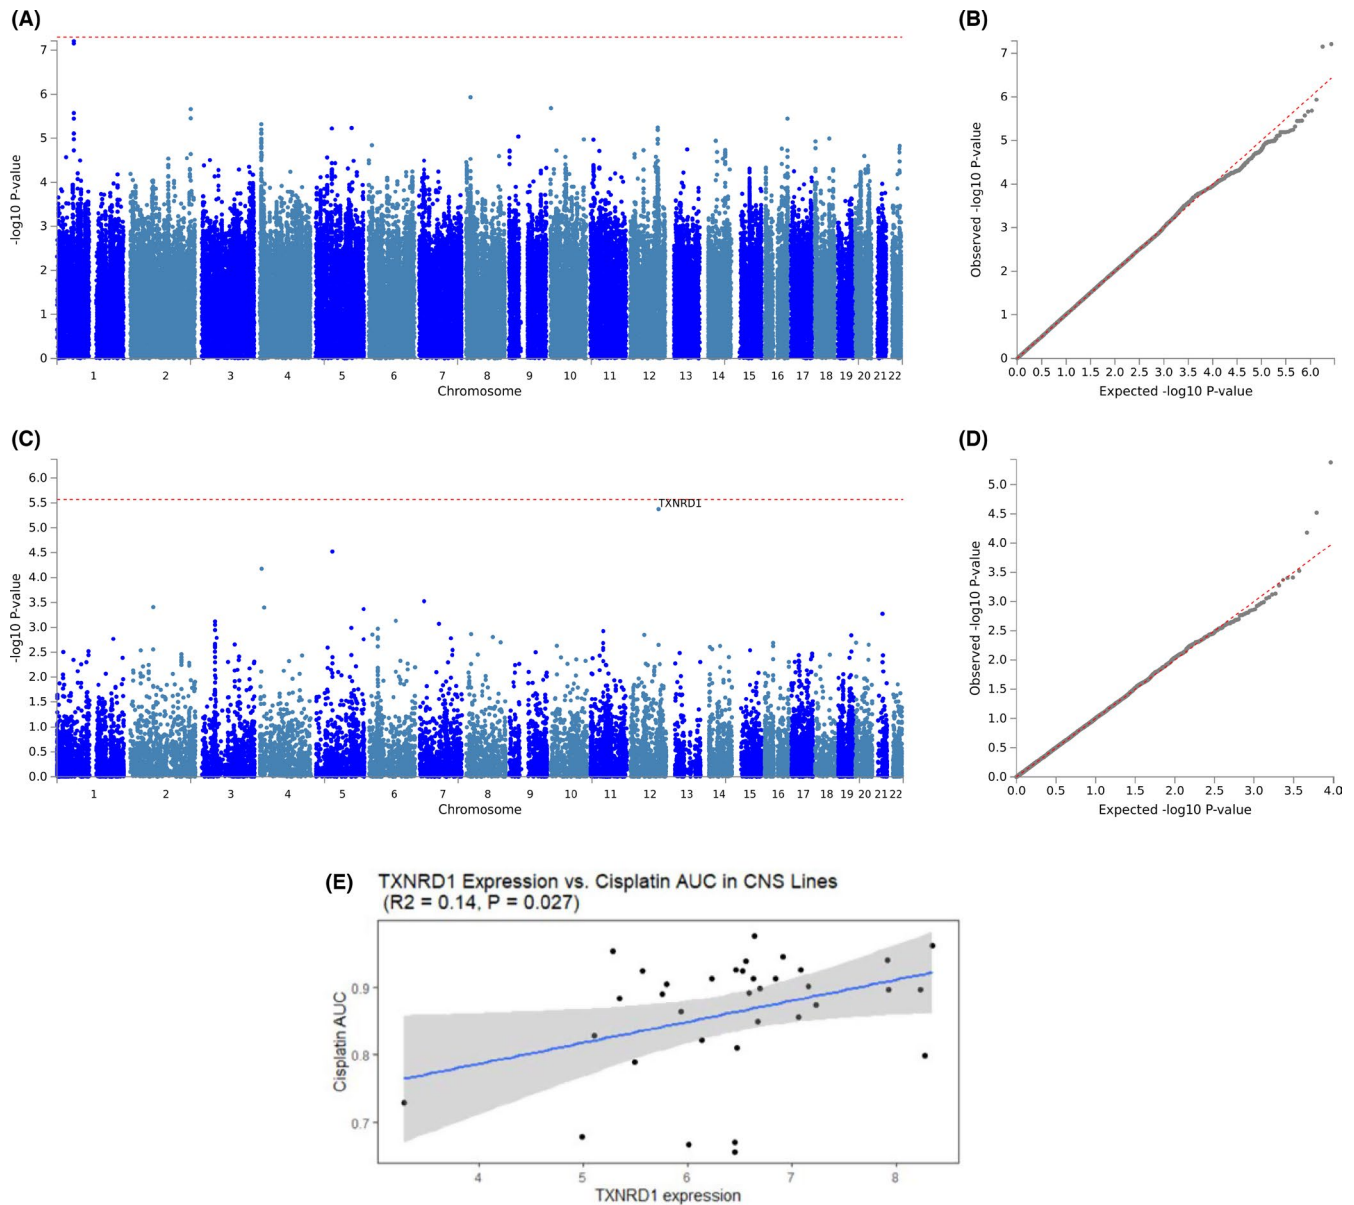 (A)
-log10 P-value
7
6
5
4
3
2
1
0
1 2 3 4 5 6 7 8 9 10 11 12 13 14 15 16 17 18 19 20 21 22
Chromosome
(B)
Observed -log10 P-value
7
6
5
4
3
2
1
0
0.0 0.5 1.0 1.5 2.0 2.5 3.0 3.5 4.0 4.5 5.0 5.5 6.0
Expected -log10 P-value
(C)
-log10 P-value
6.0
5.5
5.0
4.5
4.0
3.5
3.0
2.5
2.0
1.5
1.0
0.5
0.0
TXNRD1
1 2 3 4 5 6 7 8 9 10 11 12 13 14 15 16 17 18 19 20 21 22
Chromosome
(D)
Observed -log10 P-value
5.0
4.5
4.0
3.5
3.0
2.5
2.0
1.5
1.0
0.5
0.0
0.0 0.5 1.0 1.5 2.0 2.5 3.0 3.5 4.0
Expected -log10 P-value
(E)
TXNRD1 Expression vs. Cisplatin AUC in CNS Lines
(R2 = 0.14, P = 0.027)
Cisplatin AUC
0.9
0.8
0.7
4 5 6 7 8
TXNRD1 expression